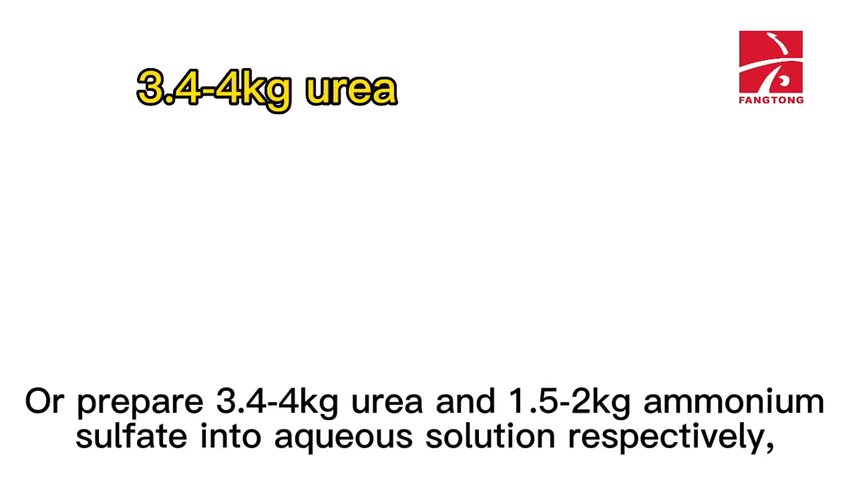 3.4-4kg urea
FANGTONG
Or prepare 3.4-4kg urea and 1.5-2kg ammonium
sulfate into aqueous solution respectively,